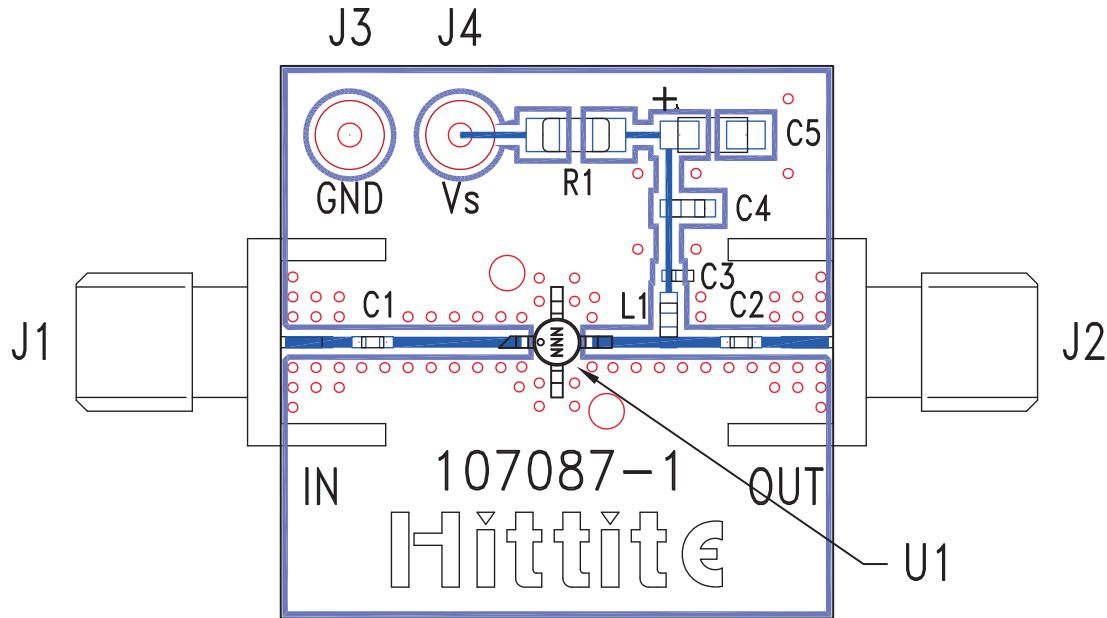 J3 J4
+
C5
R1
GND Vs
C4
C3
C1 L1 C2
J1 NNN J2
IN 107087-1 OUT
Hittite
U1